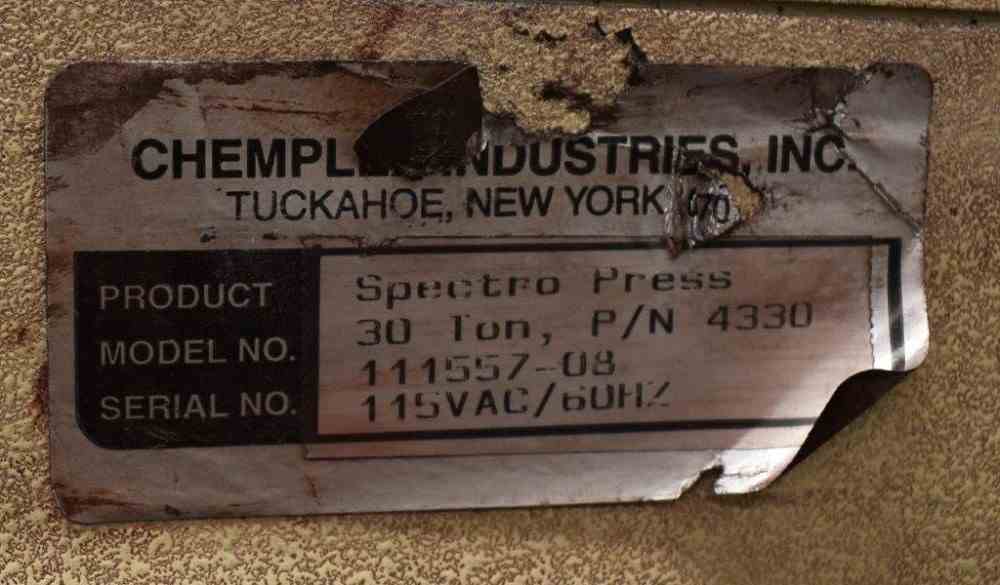 CHEMPLEX INDUSTRIES, INC.
TUCKAHOE, NEW YORK
PRODUCT Spectro Press
MODEL NO. 30 Ton, P/N 4330
111557-08
SERIAL NO. 115VAC/60HZ